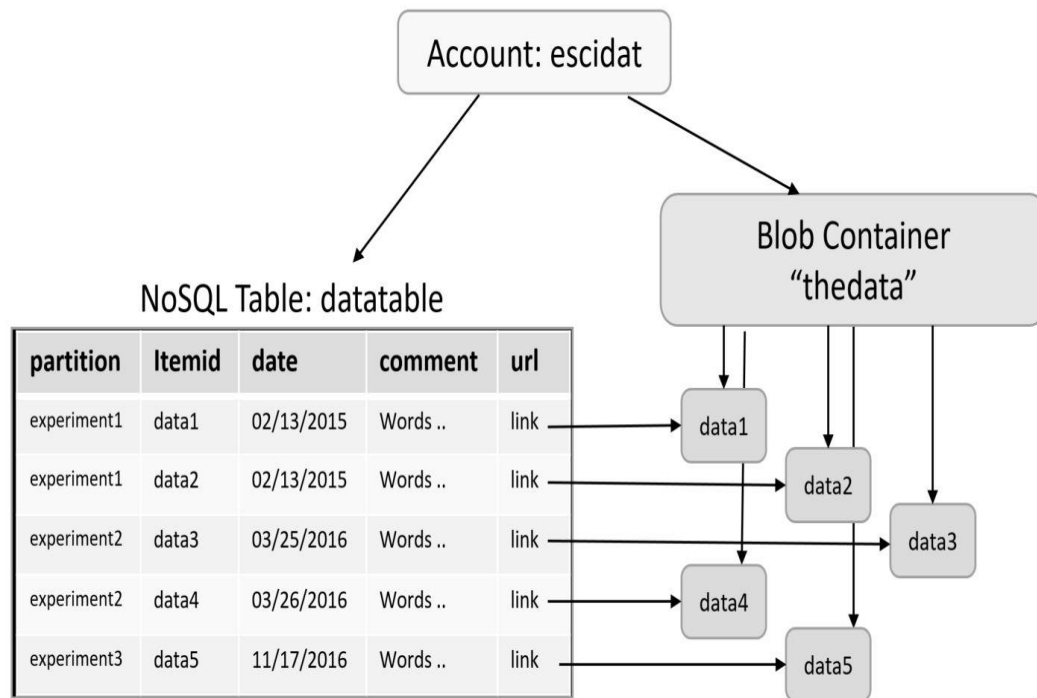 Account: escidat
Blob Container
“thedata”
NoSQL Table: datatable
partition Itemid date comment url
experiment1 data1 02/13/2015 Words .. link
experiment1 data2 02/13/2015 Words .. link
experiment2 data3 03/25/2016 Words .. link
experiment2 data4 03/26/2016 Words .. link
experiment3 data5 11/17/2016 Words .. link
data1
data2
data3
data4
data5